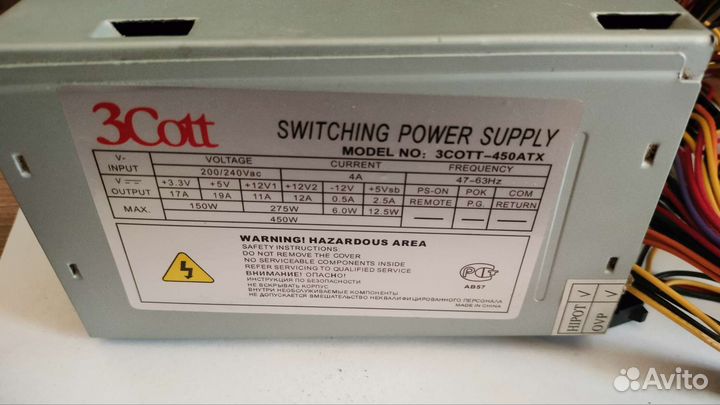 3Cott
SWITCHING POWER SUPPLY
MODEL NO: 3COTT-450ATX
V~ INPUT VOLTAGE CURRENT FREQUENCY
200/240Vac 4A 47-63Hz
V OUTPUT +3.3V +5V +12V1 +12V2 -12V +5Vsb PS-ON POK COM
17A 19A 11A 12A 0.5A 2.5A REMOTE P.G. RETURN
MAX. 150W 275W 6.0W 12.5W — — —
450W
WARNING! HAZARDOUS AREA
SAFETY INSTRUCTIONS:
DO NOT REMOVE THE COVER
NO SERVICEABLE COMPONENTS INSIDE
REFER SERVICING TO QUALIFIED SERVICE
ВНИМАНИЕ! ОПАСНО!
ИНСТРУКЦИЯ ПО БЕЗОПАСНОСТИ
НЕ ВСКРЫВАТЬ КОРПУС
ВНУТРИ НЕОБСЛУЖИВАЕМЫЕ КОМПОНЕНТЫ
НЕ ДОПУСКАЕТСЯ ВМЕШАТЕЛЬСТВО НЕКВАЛИФИЦИРОВАННОГО ПЕРСОНАЛА
MADE IN CHINA
АВ57
HIPOT V
OVP V
Avito